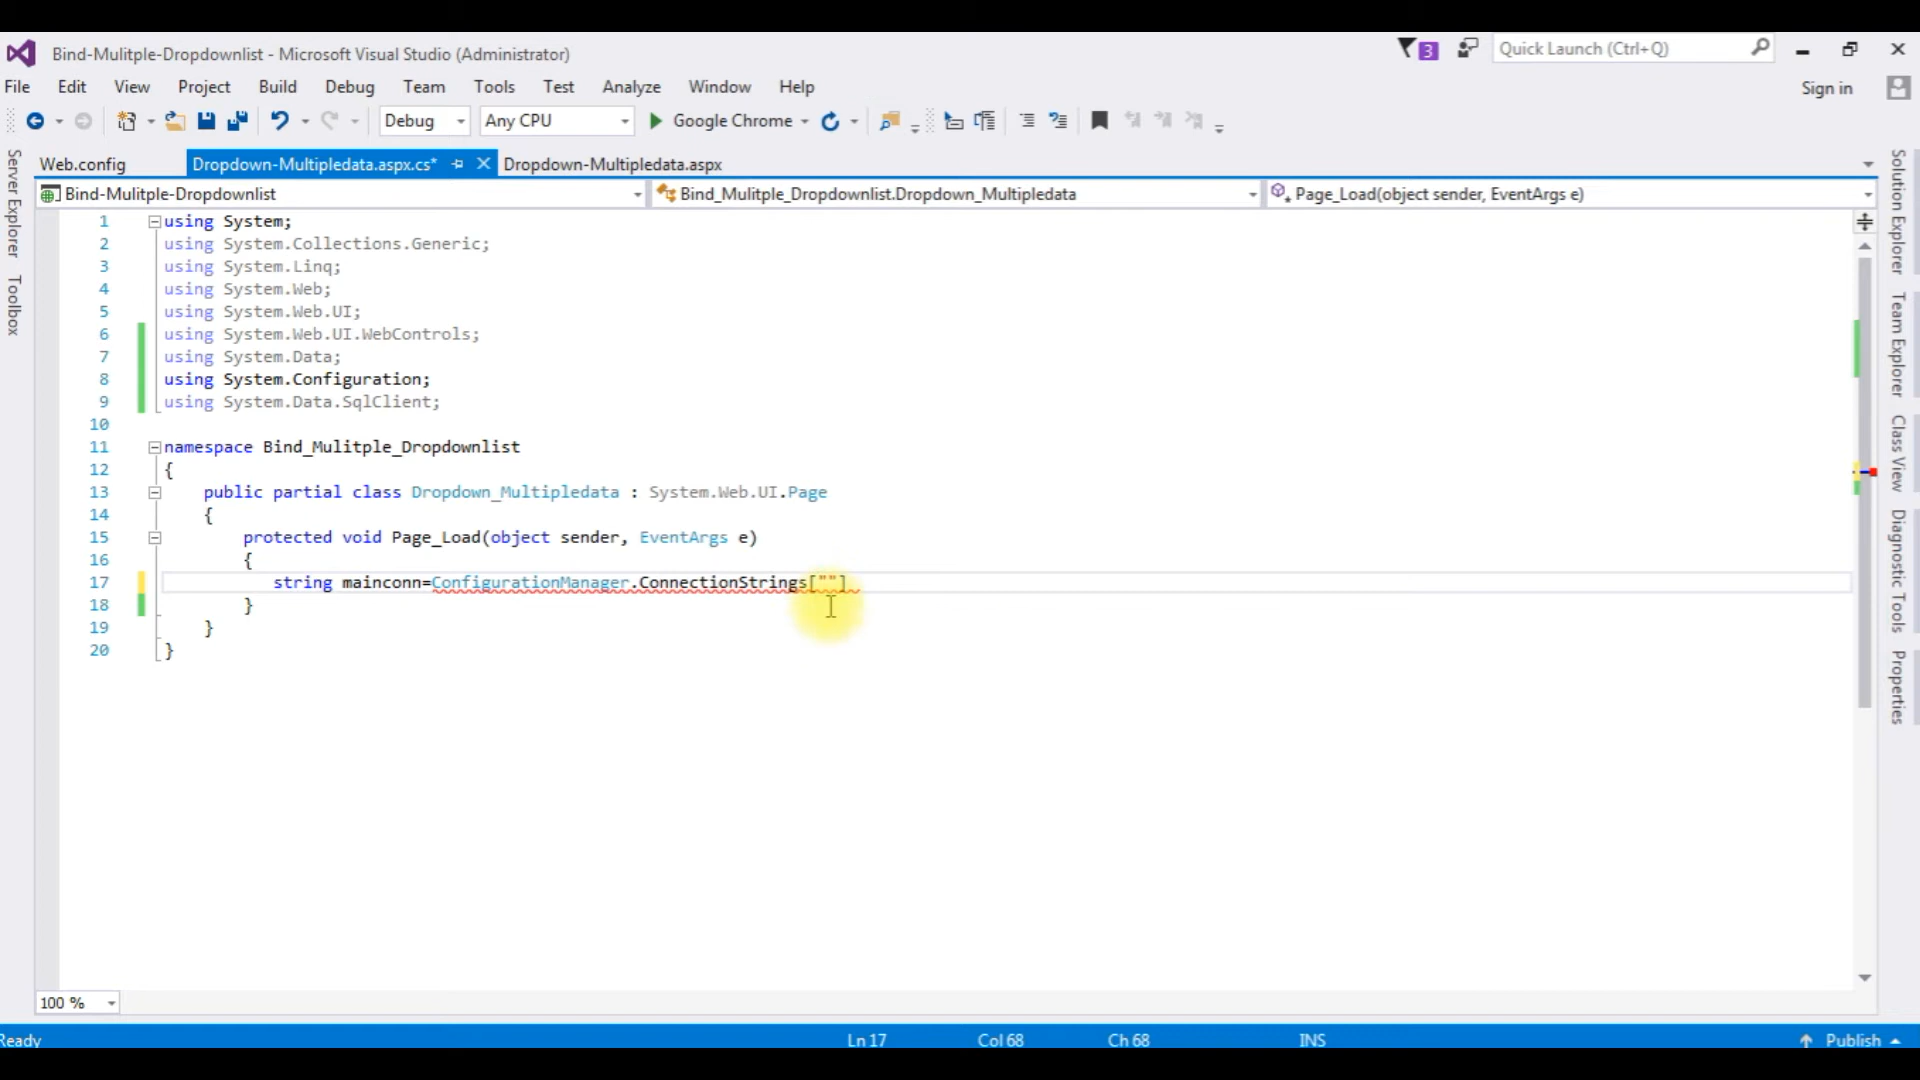 Bind-Mulitple-Dropdownlist - Microsoft Visual Studio (Administrator)
3
Quick Launch (Ctrl+Q)
File Edit View Project Build Debug Team Tools Test Analyze Window Help
Sign in
Debug Any CPU Google Chrome
Web.config Dropdown-Multipledata.aspx.cs* Dropdown-Multipledata.aspx
Bind-Mulitple-Dropdownlist Bind_Mulitple_Dropdownlist.Dropdown_Multipledata Page_Load(object sender, EventArgs e)
1 using System;
2 using System.Collections.Generic;
3 using System.Linq;
4 using System.Web;
5 using System.Web.UI;
6 using System.Web.UI.WebControls;
7 using System.Data;
8 using System.Configuration;
9 using System.Data.SqlClient;
10
11 namespace Bind_Mulitple_Dropdownlist
12 {
13 public partial class Dropdown_Multipledata : System.Web.UI.Page
14 {
15 protected void Page_Load(object sender, EventArgs e)
16 {
17 string mainconn=ConfigurationManager.ConnectionStrings[""]
18 }
19 }
20 }
Server Explorer
Toolbox
Solution Explorer
Team Explorer
Class View
Diagnostic Tools
Properties
100 %
Ready Ln 17 Col 68 Ch 68 INS Publish